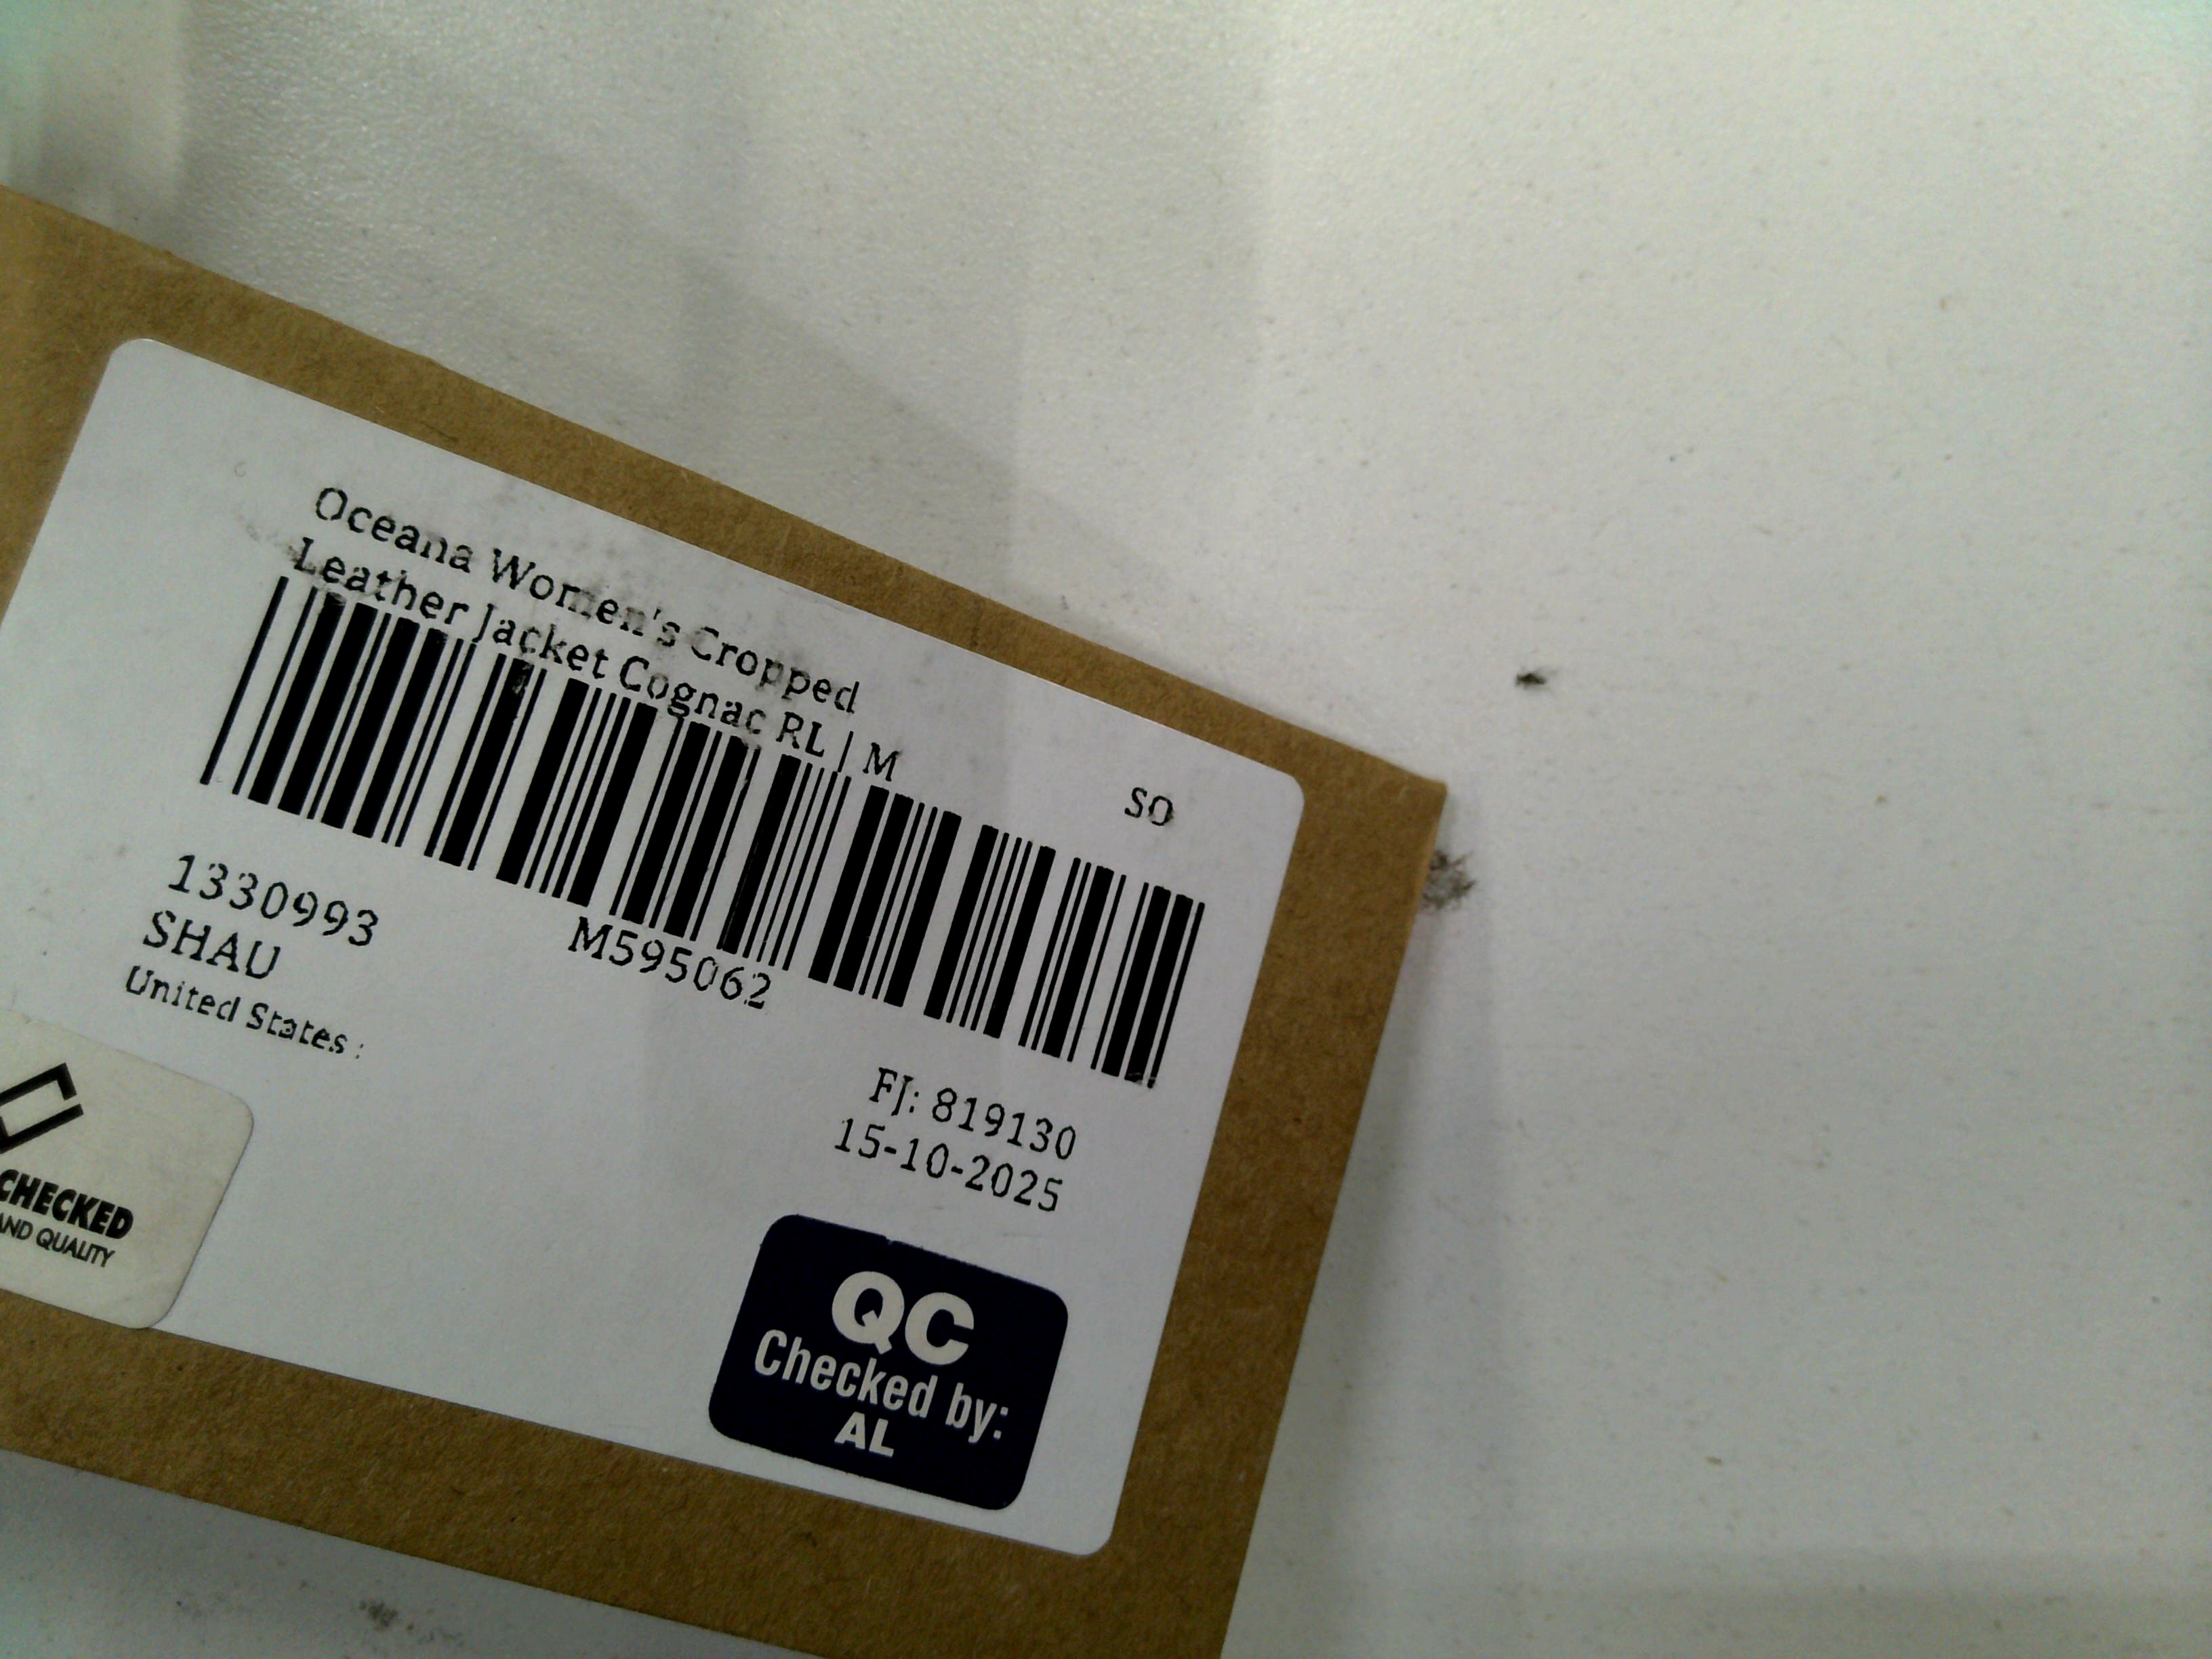 Oceana Women's Cropped
Leather Jacket Cognac RL | M
SO
1330993
SHAU
United States :
M595062
FJ: 819130
15-10-2025
CHECKED
AND QUALITY
QC
Checked by:
AL